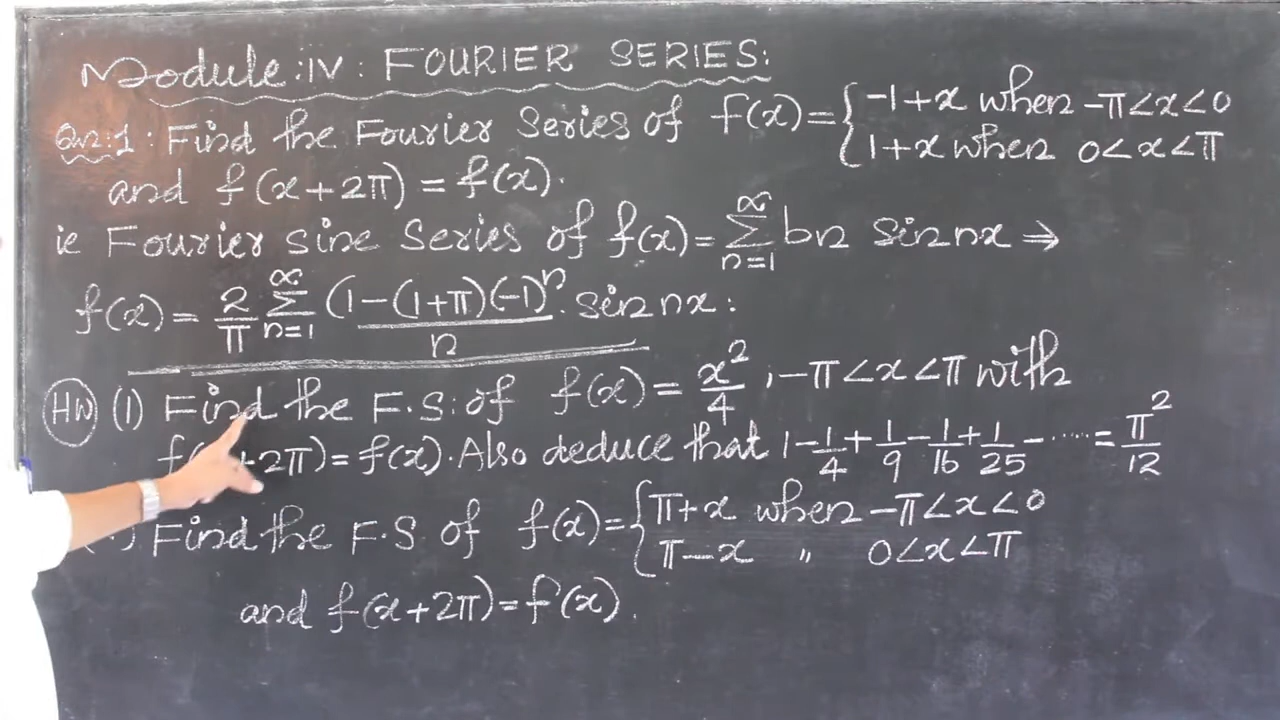 Module:IV: FOURIER SERIES:
Qn:1: Find the Fourier Series of f(x)= { -1+x when -π<x<0
1+x when 0<x<π
and f(x+2π) = f(x).
ie Fourier sine series of f(x)= ∞∑n=1 bn sin nx ⇒
f(x) = 2/π ∞∑n=1 (1-(1+π)(-1)^n/n . sin nx:
HW (1) Find the F.S. of f(x) = x²/4 , -π<x<π with
+2π)= f(x). Also deduce that 1-1/4+1/9-1/16+1/25-.....=π²/12
Find the F.S. of f(x)= { π+x when -π<x<0
π-x " 0<x<π
and f(x+2π)=f(x).